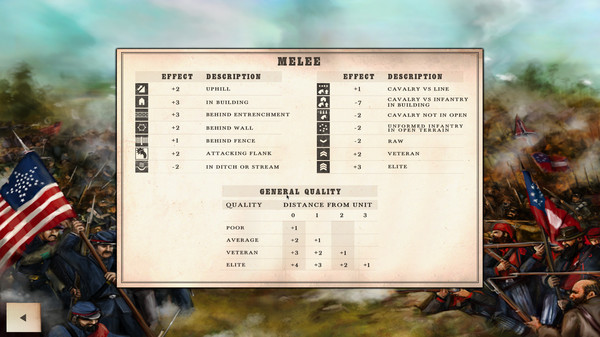 MELEE
EFFECT DESCRIPTION
+2 UPHILL
+3 IN BUILDING
+3 BEHIND ENTRENCHMENT
+2 BEHIND WALL
+1 BEHIND FENCE
+2 ATTACKING FLANK
-2 IN DITCH OR STREAM
EFFECT DESCRIPTION
+1 CAVALRY VS LINE
-7 CAVALRY VS INFANTRY
IN BUILDING
-2 CAVALRY NOT IN OPEN
-2 UNFORMED INFANTRY
IN OPEN TERRAIN
-2 RAW
+2 VETERAN
+3 ELITE
GENERAL QUALITY
QUALITY DISTANCE FROM UNIT
0 1 2 3
POOR +1
AVERAGE +2 +1
VETERAN +3 +2 +1
ELITE +4 +3 +2 +1